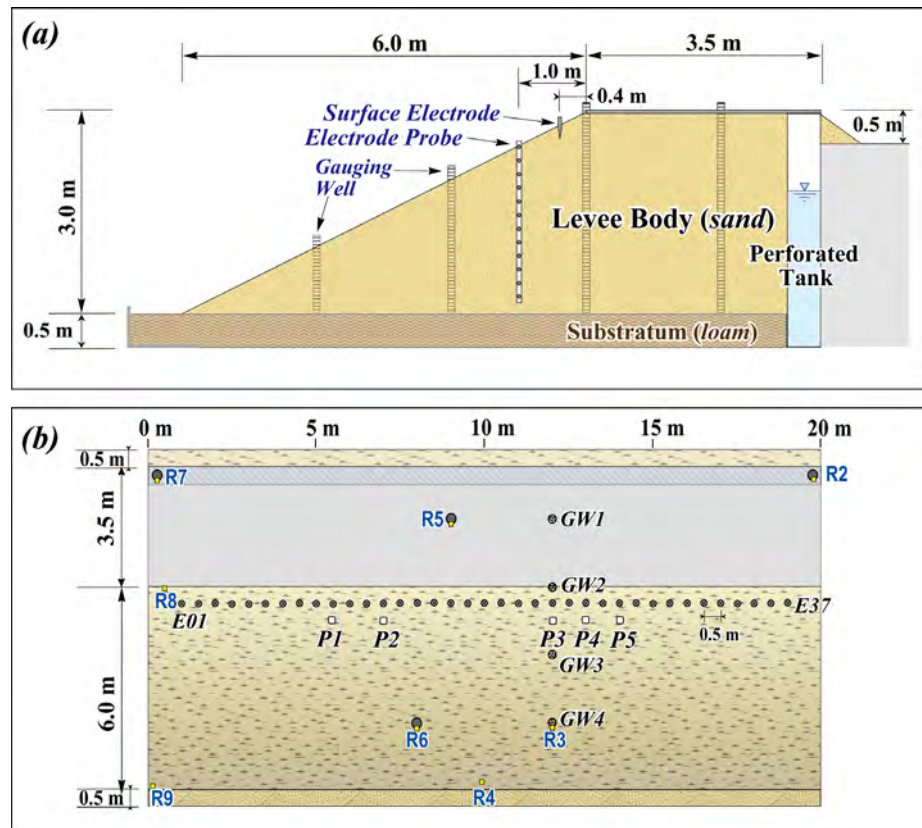 (a)
6.0 m
3.5 m
1.0 m
0.4 m
Surface Electrode
Electrode Probe
Gauging
Well
0.5 m
3.0 m
Levee Body (sand)
Perforated
Tank
0.5 m
Substratum (loam)
(b)
0 m
5 m
10 m
15 m
20 m
0.5 m
R7
R2
3.5 m
R5
GW1
GW2
R8
E01
E37
P1
P2
P3
P4
P5
0.5 m
GW3
6.0 m
GW4
R6
R3
0.5 m
R9
R4